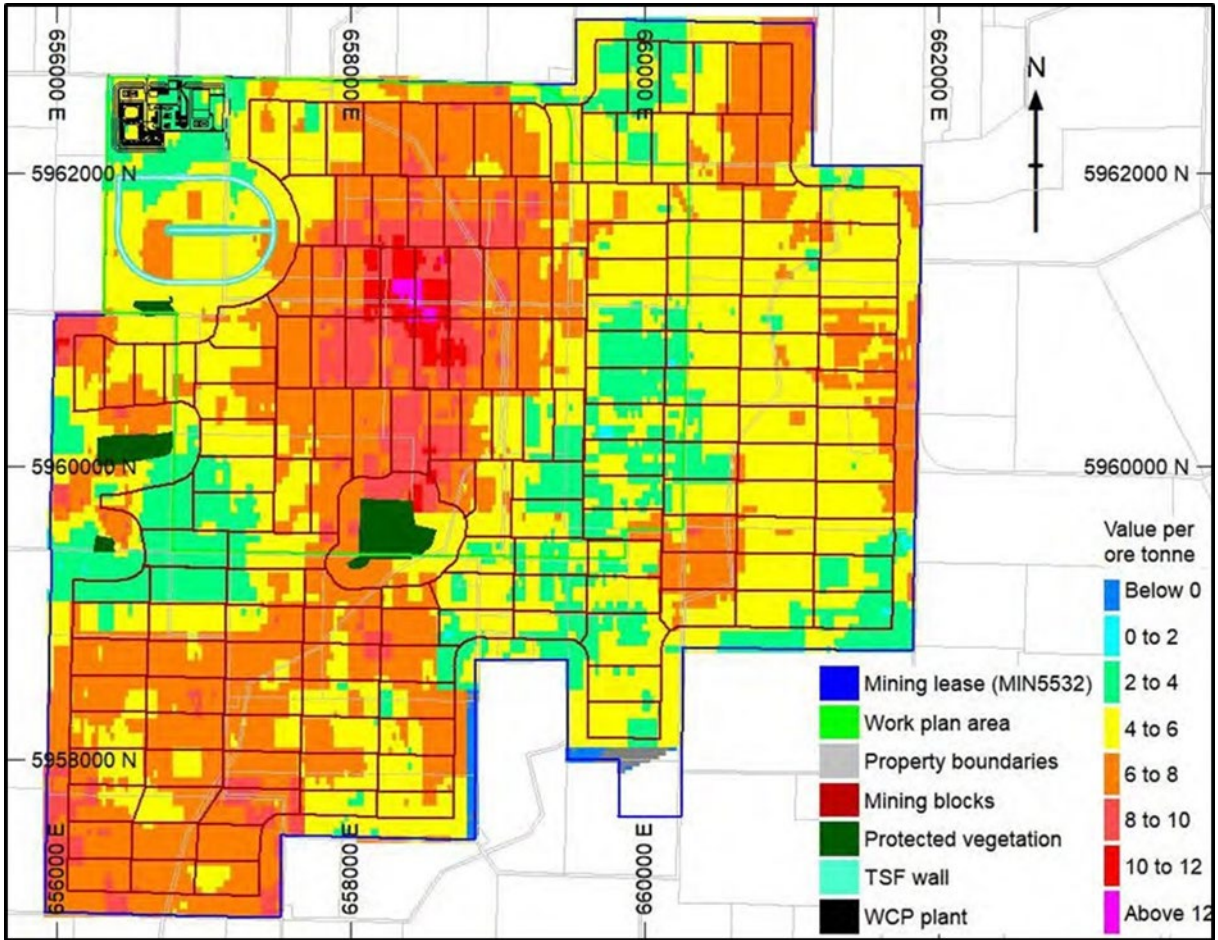 656000 E
658000 E
660000 E
662000 E
N
5962000 N
5962000 N
5960000 N
5960000 N
5958000 N
656000 E
658000 E
660000 E
Value per
ore tonne
Below 0
0 to 2
2 to 4
4 to 6
6 to 8
8 to 10
10 to 12
Above 12
Mining lease (MIN5532)
Work plan area
Property boundaries
Mining blocks
Protected vegetation
TSF wall
WCP plant